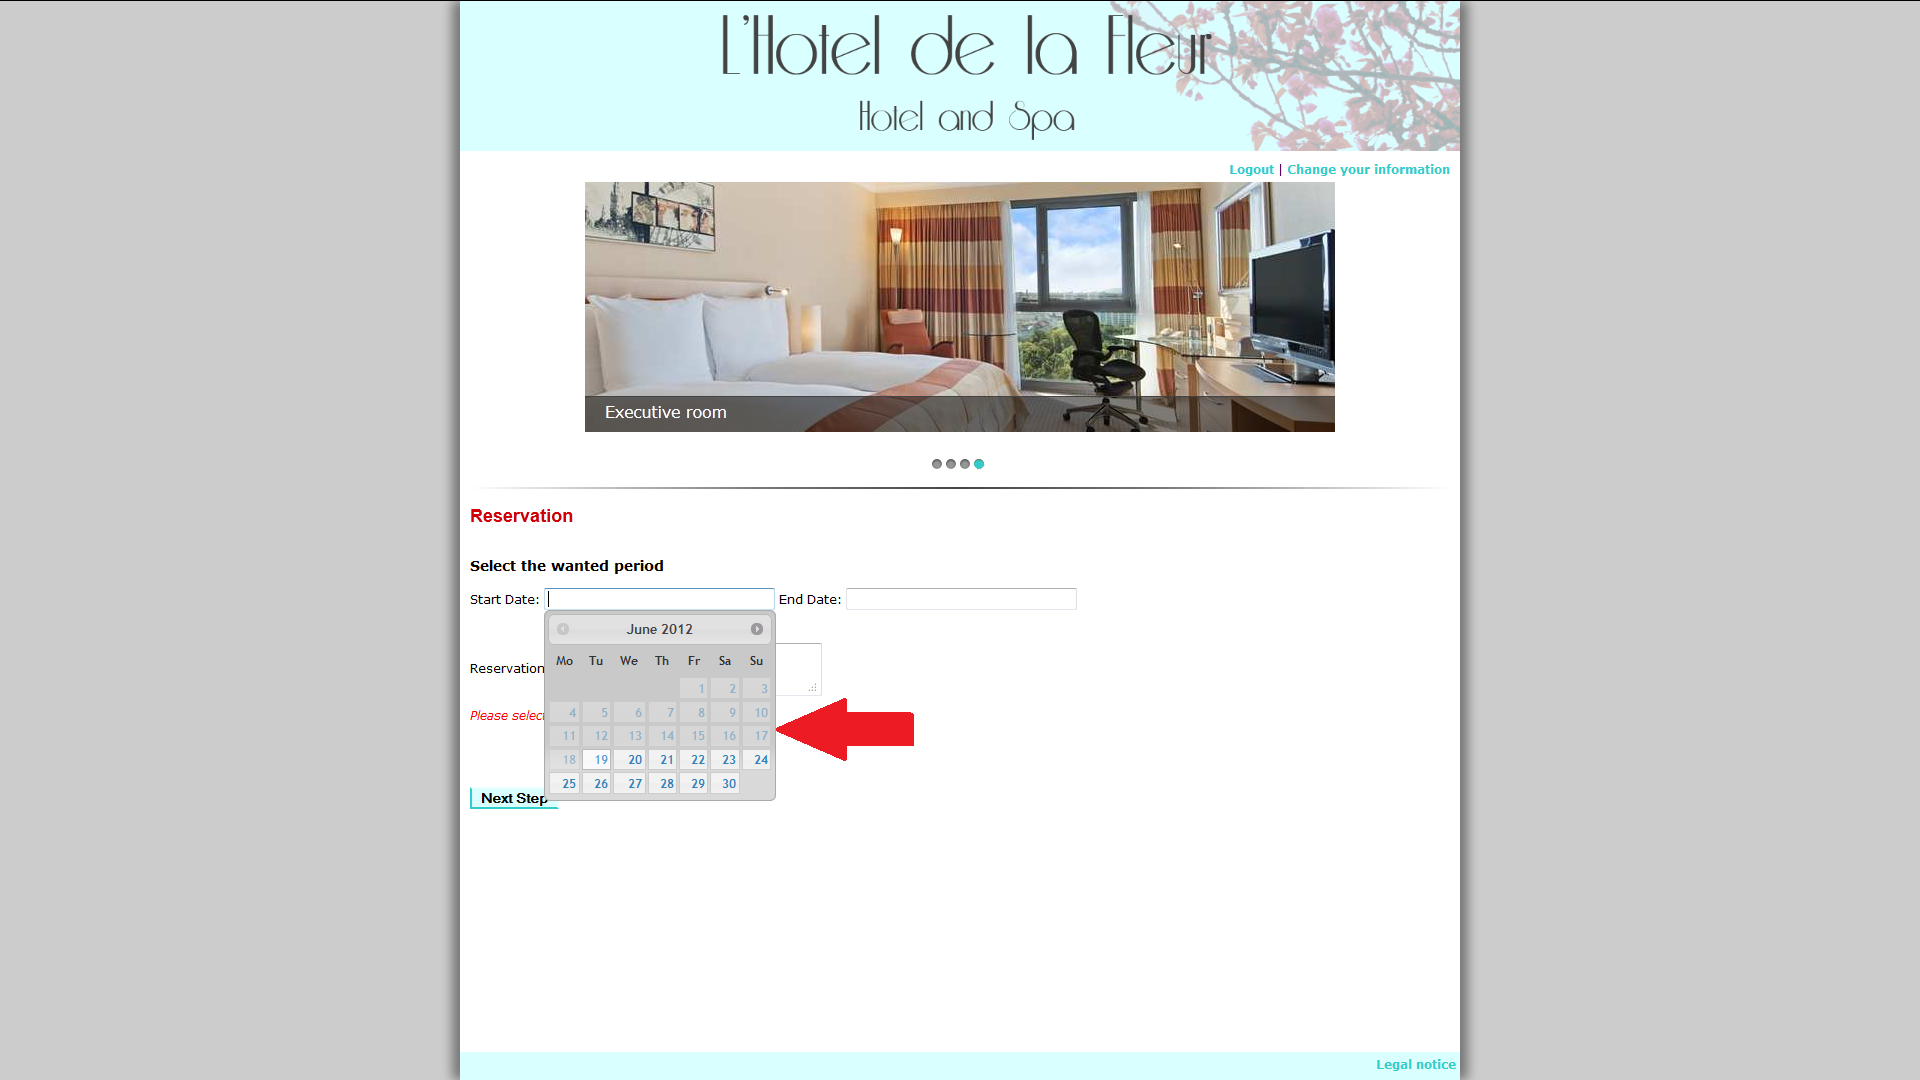 L'Hotel de la Fleur
Hotel and Spa
Logout | Change your information
Executive room
Reservation
Select the wanted period
Start Date: End Date:
June 2012
Mo Tu We Th Fr Sa Su
1 2 3
4 5 6 7 8 9 10
11 12 13 14 15 16 17
18 19 20 21 22 23 24
25 26 27 28 29 30
Reservation
Please select
Next Step
Legal notice